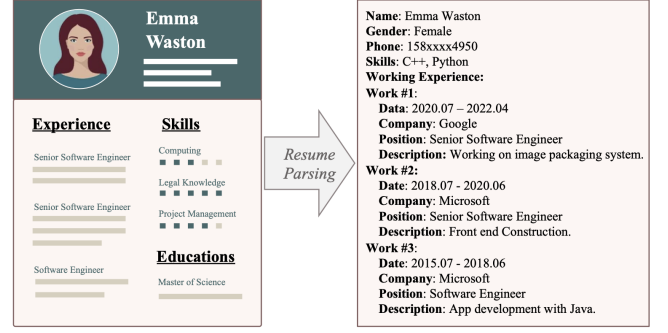 Emma
Waston
Experience
Senior Software Engineer
Senior Software Engineer
Software Engineer
Skills
Computing
Legal Knowledge
Project Management
Educations
Master of Science
Resume
Parsing
Name: Emma Waston
Gender: Female
Phone: 158xxxx4950
Skills: C++, Python
Working Experience:
Work #1:
Data: 2020.07 – 2022.04
Company: Google
Position: Senior Software Engineer
Description: Working on image packaging system.
Work #2:
Date: 2018.07 - 2020.06
Company: Microsoft
Position: Senior Software Engineer
Description: Front end Construction.
Work #3:
Date: 2015.07 - 2018.06
Company: Microsoft
Position: Software Engineer
Description: App development with Java.